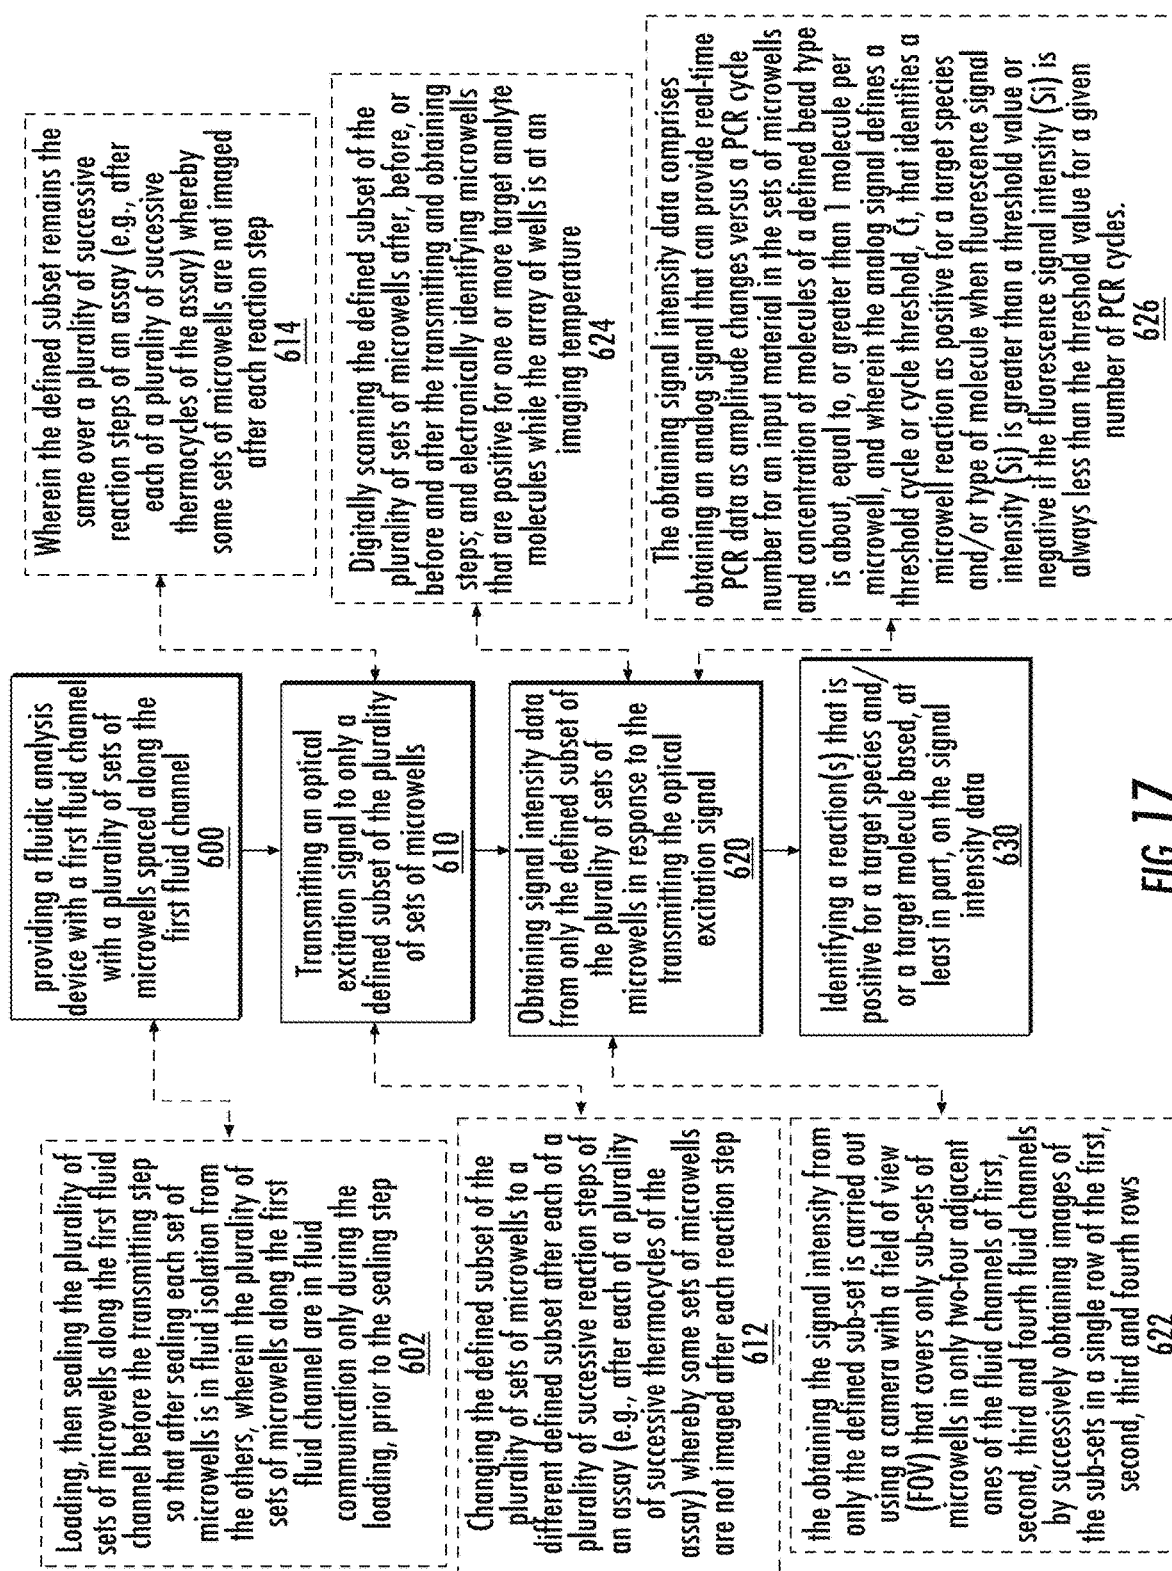 providing a fluidic analysis
device with a first fluid channel
with a plurality of sets of
microwells spaced along the
first fluid channel
600
Transmitting an optical
excitation signal to only a
defined subset of the plurality
of sets of microwells
610
Obtaining signal intensity data
from only the defined subset of
the plurality of sets of
microwells in response to the
transmitting the optical
excitation signal
620
Identifying a reaction(s) that is
positive for a target species and/
or a target molecule based, at
least in part, on the signal
intensity data
630
Loading, then sealing the plurality of
sets of microwells along the first fluid
channel before the transmitting step
so that after sealing each set of
microwells is in fluid isolation from
the others, wherein the plurality of
sets of microwells along the first
fluid channel are in fluid
communication only during the
loading, prior to the sealing step
602
Changing the defined subset of the
plurality of sets of microwells to a
different defined subset after each of a
plurality of successive reaction steps of
an assay (e.g., after each of a plurality
of successive thermocycles of the
assay) whereby some sets of microwells
are not imaged after each reaction step
612
the obtaining the signal intensity from
only the defined sub-set is carried out
using a camera with a field of view
(FOV) that covers only sub-sets of
microwells in only two-four adjacent
ones of the fluid channels of first,
second, third and fourth fluid channels
by successively obtaining images of
the sub-sets in a single row of the first,
second, third and fourth rows
622
Wherein the defined subset remains the
same over a plurality of successive
reaction steps of an assay (e.g., after
each of a plurality of successive
thermocycles of the assay) whereby
some sets of microwells are not imaged
after each reaction step
614
Digitally scanning the defined subset of the
plurality of sets of microwells after, before, or
before and after the transmitting and obtaining
steps, and electronically identifying microwells
that are positive for one or more target analyte
molecules while the array of wells is at an
imaging temperature
624
The obtaining signal intensity data comprises
obtaining an analog signal that can provide real-time
PCR data as amplitude changes versus a PCR cycle
number for an input material in the sets of microwells
and concentration of molecules of a defined bead type
is about, equal to, or greater than 1 molecule per
microwell, and wherein the analog signal defines a
threshold cycle or cycle threshold, Ct, that identifies a
microwell reaction as positive for a target species
and/or type of molecule when fluorescence signal
intensity (Si) is greater than a threshold value or
negative if the fluorescence signal intensity (Si) is
always less than the threshold value for a given
number of PCR cycles.
626
FIG. 17